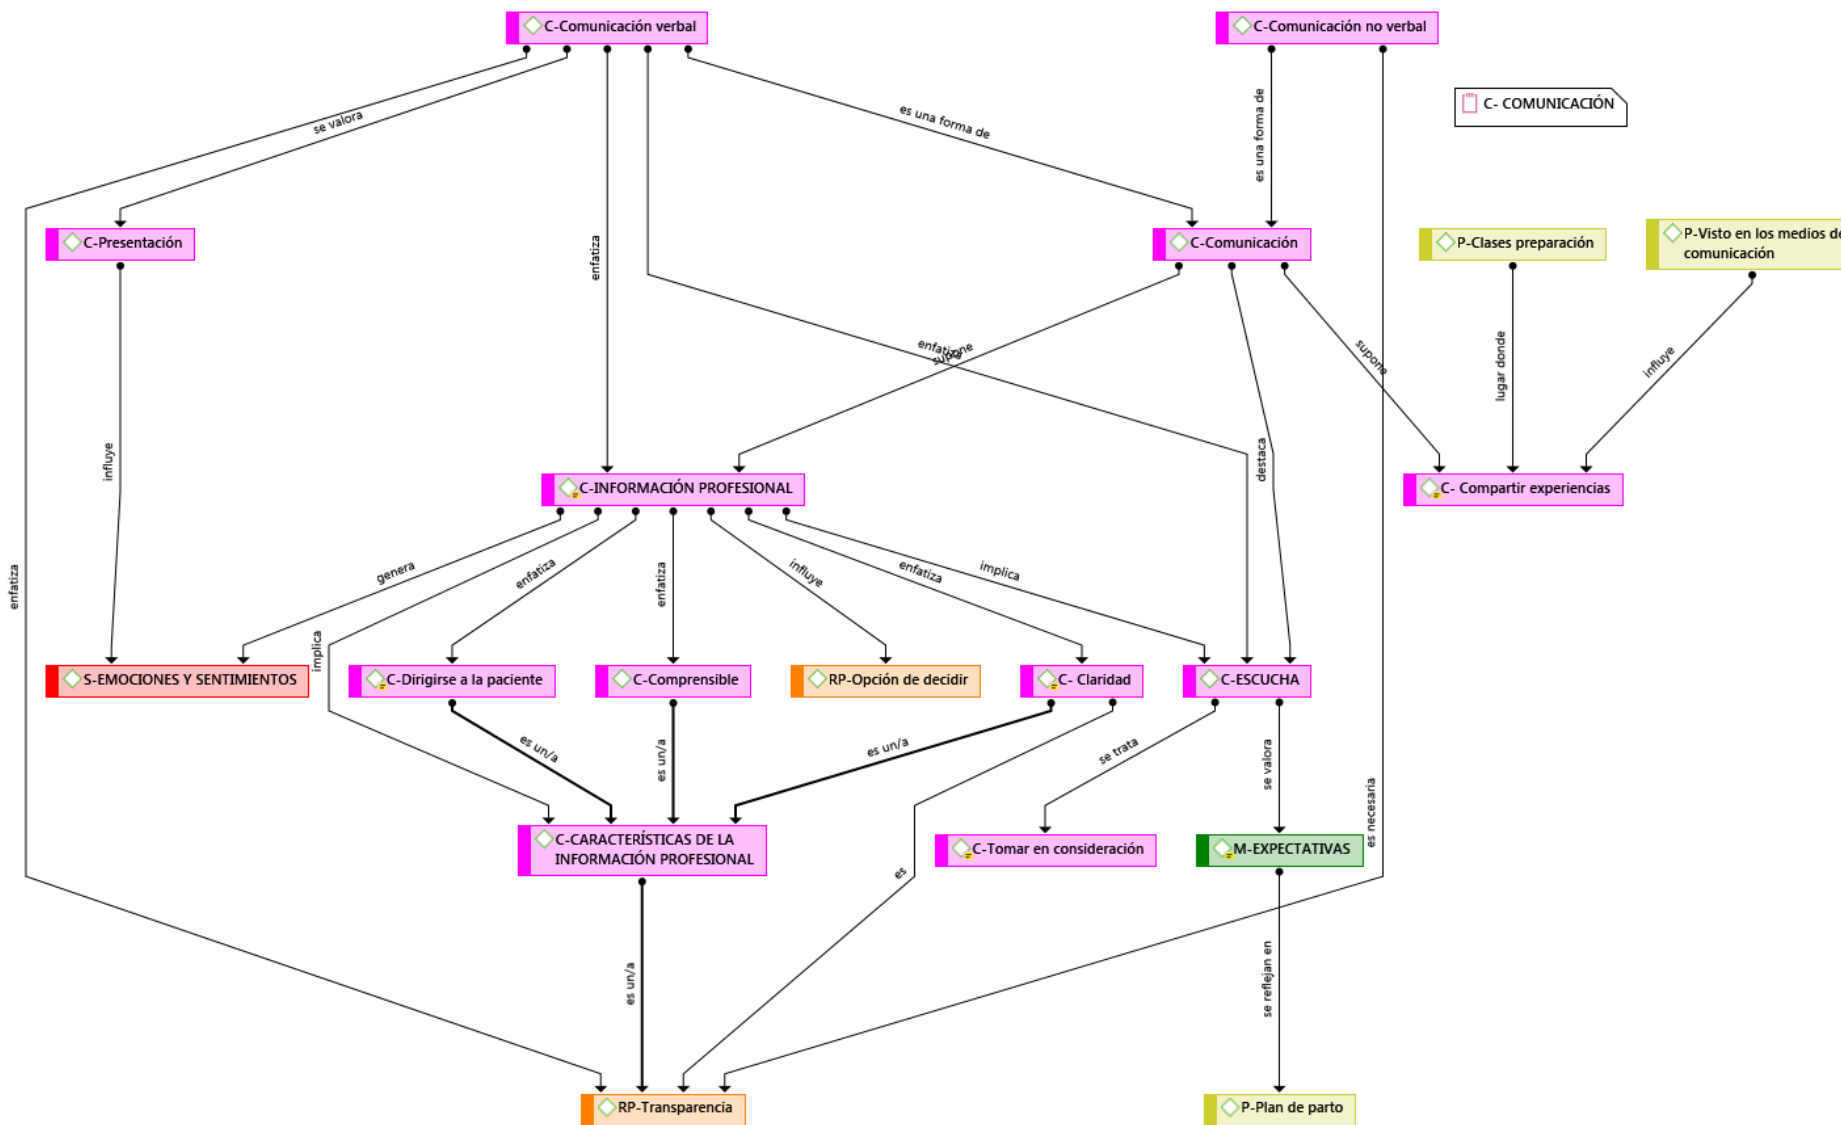 C-Comunicación verbal
C-Comunicación no verbal
C- COMUNICACIÓN
se valora
es una forma de
es una forma de
C-Presentación
enfatiza
C-Comunicación
P-Clases preparación
P-Visto en los medios de
comunicación
enfatiza
supone
supone
lugar donde
influye
influye
destaca
C-INFORMACIÓN PROFESIONAL
C- Compartir experiencias
enfatiza
genera
implica
enfatiza
enfatiza
influye
enfatiza
implica
S-EMOCIONES Y SENTIMIENTOS
C-Dirigirse a la paciente
C-Comprensible
RP-Opción de decidir
C- Claridad
C-ESCUCHA
es un/a
es un/a
es un/a
se trata
se valora
es necesaria
C-CARACTERÍSTICAS DE LA
INFORMACIÓN PROFESIONAL
C-Tomar en consideración
M-EXPECTATIVAS
es
es un/a
se reflejan en
RP-Transparencia
P-Plan de parto